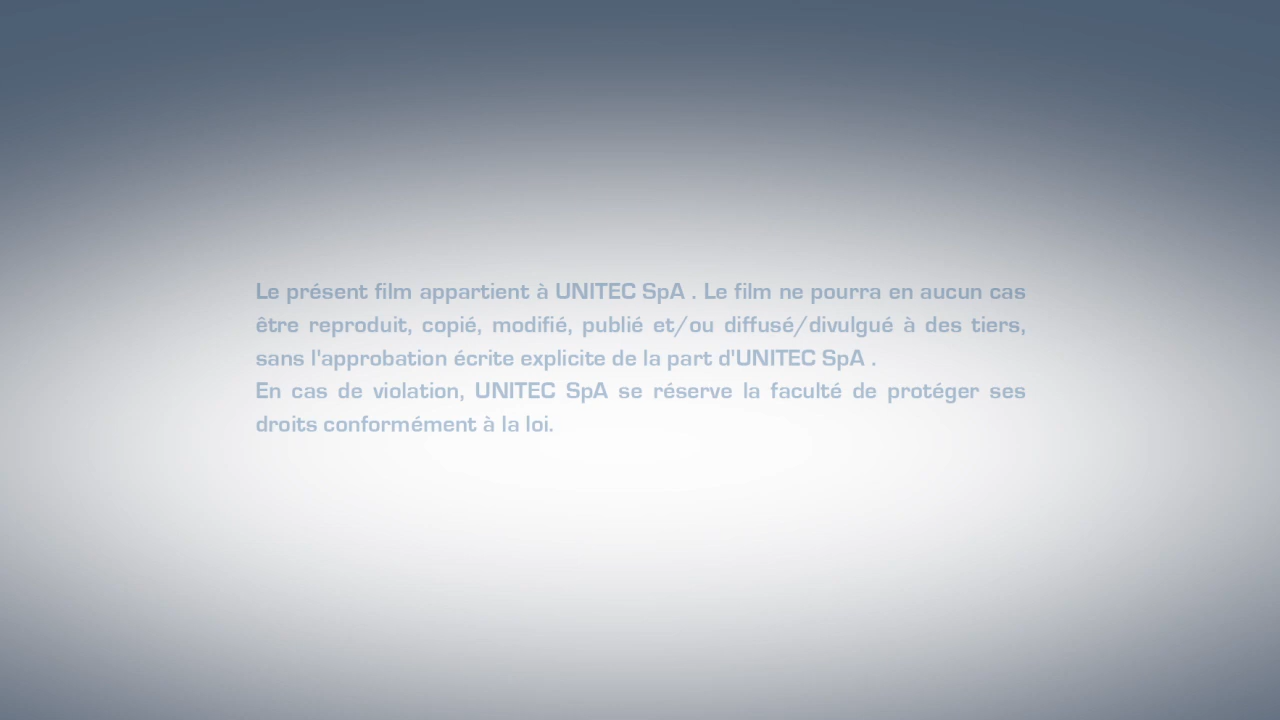 Le présent film appartient à UNITEC SpA . Le film ne pourra en aucun cas
être reproduit, copié, modifié, publié et/ou diffusé/divulgué à des tiers,
sans l'approbation écrite explicite de la part d'UNITEC SpA .
En cas de violation, UNITEC SpA se réserve la faculté de protéger ses
droits conformément à la loi.